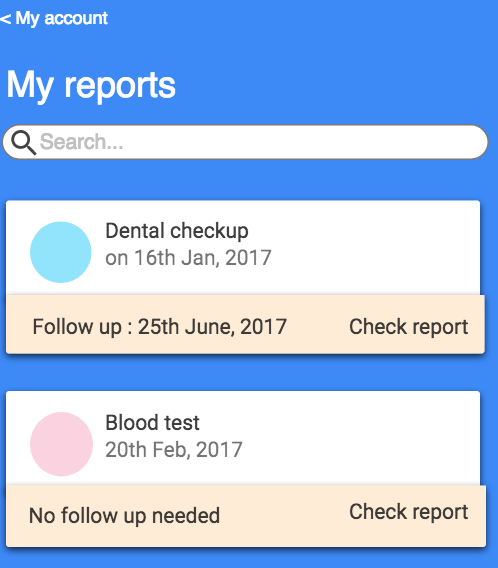 < My account
My reports
Search...
Dental checkup
on 16th Jan, 2017
Follow up : 25th June, 2017 Check report
Blood test
20th Feb, 2017
No follow up needed Check report